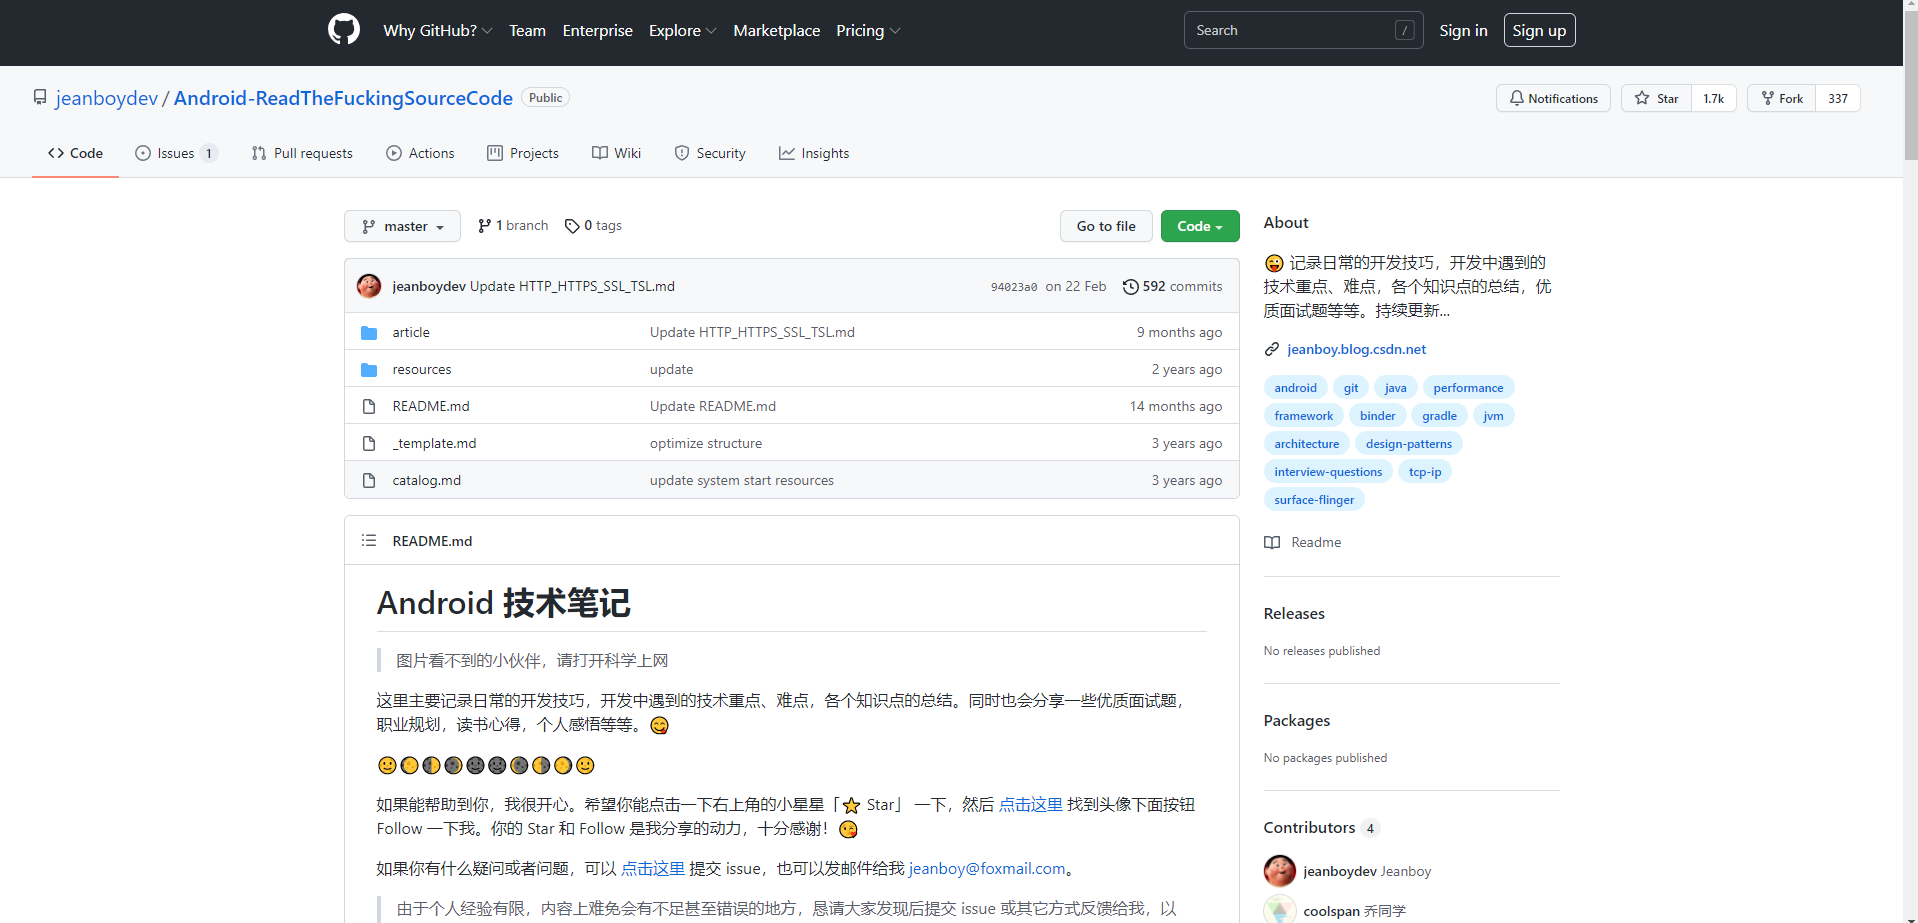 Why GitHub? Team Enterprise Explore Marketplace Pricing Search / Sign in Sign up
jeanboydev / Android-ReadTheFuckingSourceCode Public Notifications Star 1.7k Fork 337
Code Issues 1 Pull requests Actions Projects Wiki Security Insights
master 1 branch 0 tags Go to file Code
jeanboydev Update HTTP_HTTPS_SSL_TSL.md 94023a0 on 22 Feb 592 commits
article Update HTTP_HTTPS_SSL_TSL.md 9 months ago
resources update 2 years ago
README.md Update README.md 14 months ago
_template.md optimize structure 3 years ago
catalog.md update system start resources 3 years ago
README.md
Android 技术笔记
图片看不到的小伙伴，请打开科学上网
这里主要记录日常的开发技巧，开发中遇到的技术重点、难点，各个知识点的总结。同时也会分享一些优质面试题，
职业规划，读书心得，个人感悟等等。😋
🙂🌕🌗🌘🌚🌚🌒🌓🌔🙂
如果能帮助到你，我很开心。希望你能点击一下右上角的小星星「⭐ Star」 一下，然后 点击这里 找到头像下面按钮
Follow 一下我。你的 Star 和 Follow 是我分享的动力，十分感谢！😘
如果你有什么疑问或者问题，可以 点击这里 提交 issue，也可以发邮件给我 jeanboy@foxmail.com。
由于个人经验有限，内容上难免会有不足甚至错误的地方，恳请大家发现后提交 issue 或其它方式反馈给我，以
About
😜 记录日常的开发技巧，开发中遇到的
技术重点、难点，各个知识点的总结，优
质面试题等等。持续更新...
jeanboy.blog.csdn.net
android git java performance
framework binder gradle jvm
architecture design-patterns
interview-questions tcp-ip
surface-flinger
Readme
Releases
No releases published
Packages
No packages published
Contributors 4
jeanboydev Jeanboy
coolspan 乔同学